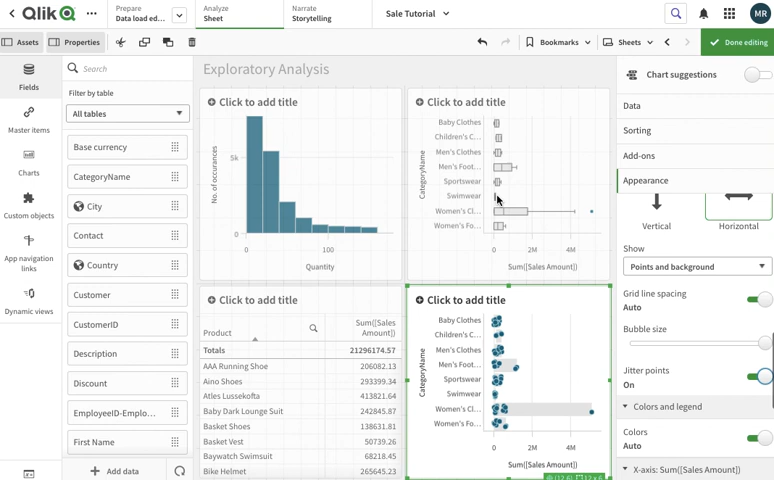 Qlik
Prepare
Data load ed...
Analyze
Sheet
Narrate
Storytelling
Sale Tutorial
MR
Assets
Properties
Bookmarks
Sheets
Done editing
Fields
Master items
Charts
Custom objects
App navigation
links
Dynamic views
Search
Filter by table
All tables
Base currency
CategoryName
City
Contact
Country
Customer
CustomerID
Description
Discount
EmployeeID-Emplo...
First Name
Add data
Exploratory Analysis
Click to add title
No. of occurances
5k
0
0
100
Quantity
Click to add title
CategoryName
Baby Clothes
Children's C...
Men's Clothes
Men's Foot...
Sportswear
Swimwear
Women's Cl...
Women's Fo...
0
2M
4M
Sum([Sales Amount])
Click to add title
Product
Sum([Sales
Amount])
Totals 21296174.57
AAA Running Shoe 206082.13
Aino Shoes 293399.34
Atles Lussekofta 413821.64
Baby Dark Lounge Suit 242845.87
Basket Shoes 138631.81
Basket Vest 50739.26
Baywatch Swimsuit 68218.45
Bike Helmet 265645.23
Click to add title
CategoryName
Baby Clothes
Children's C...
Men's Clothes
Men's Foot...
Sportswear
Swimwear
Women's Cl...
Women's Fo...
0
2M
4M
Sum([Sales Amount])
Chart suggestions
Data
Sorting
Add-ons
Appearance
Vertical
Horizontal
Show
Points and background
Grid line spacing
Auto
Bubble size
Jitter points
On
Colors and legend
Colors
Auto
X-axis: Sum([Sales Amount])